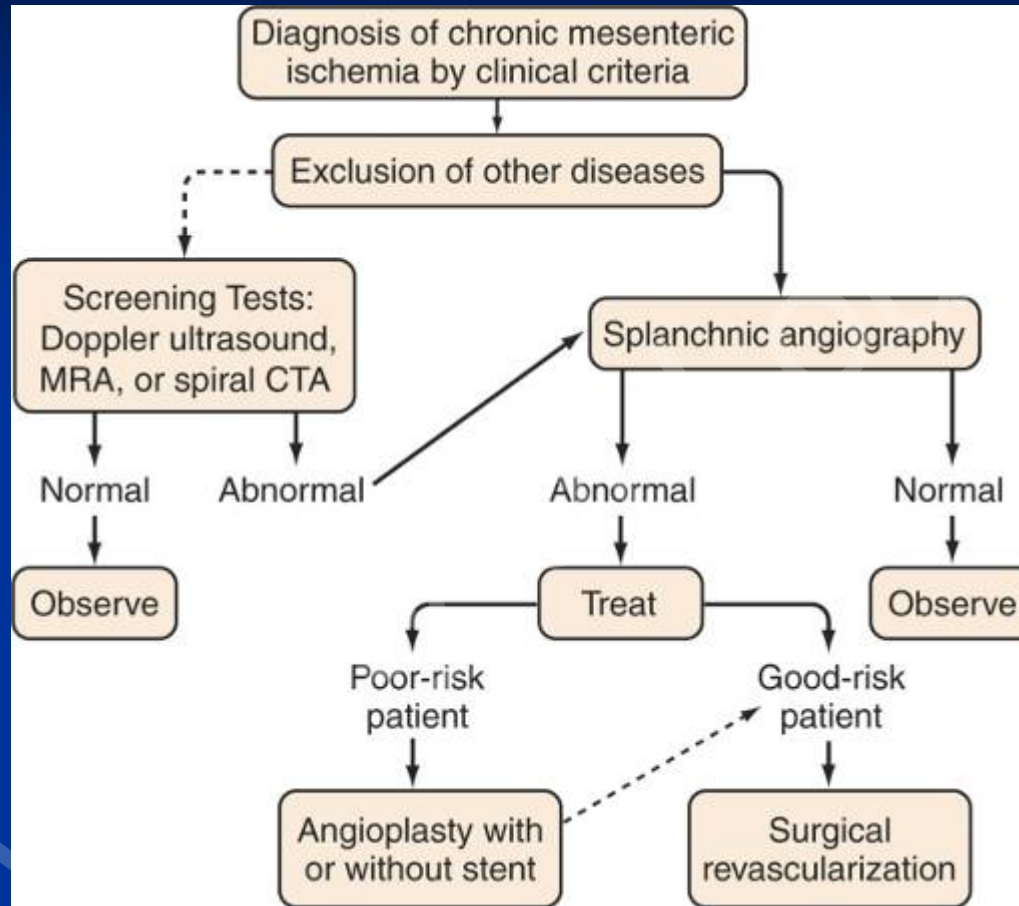 Diagnosis of chronic mesenteric
ischemia by clinical criteria
Exclusion of other diseases
Screening Tests:
Doppler ultrasound,
MRA, or spiral CTA
Splanchnic angiography
Normal
Abnormal
Abnormal
Normal
Observe
Treat
Observe
Poor-risk
patient
Good-risk
patient
Angioplasty with
or without stent
Surgical
revascularization